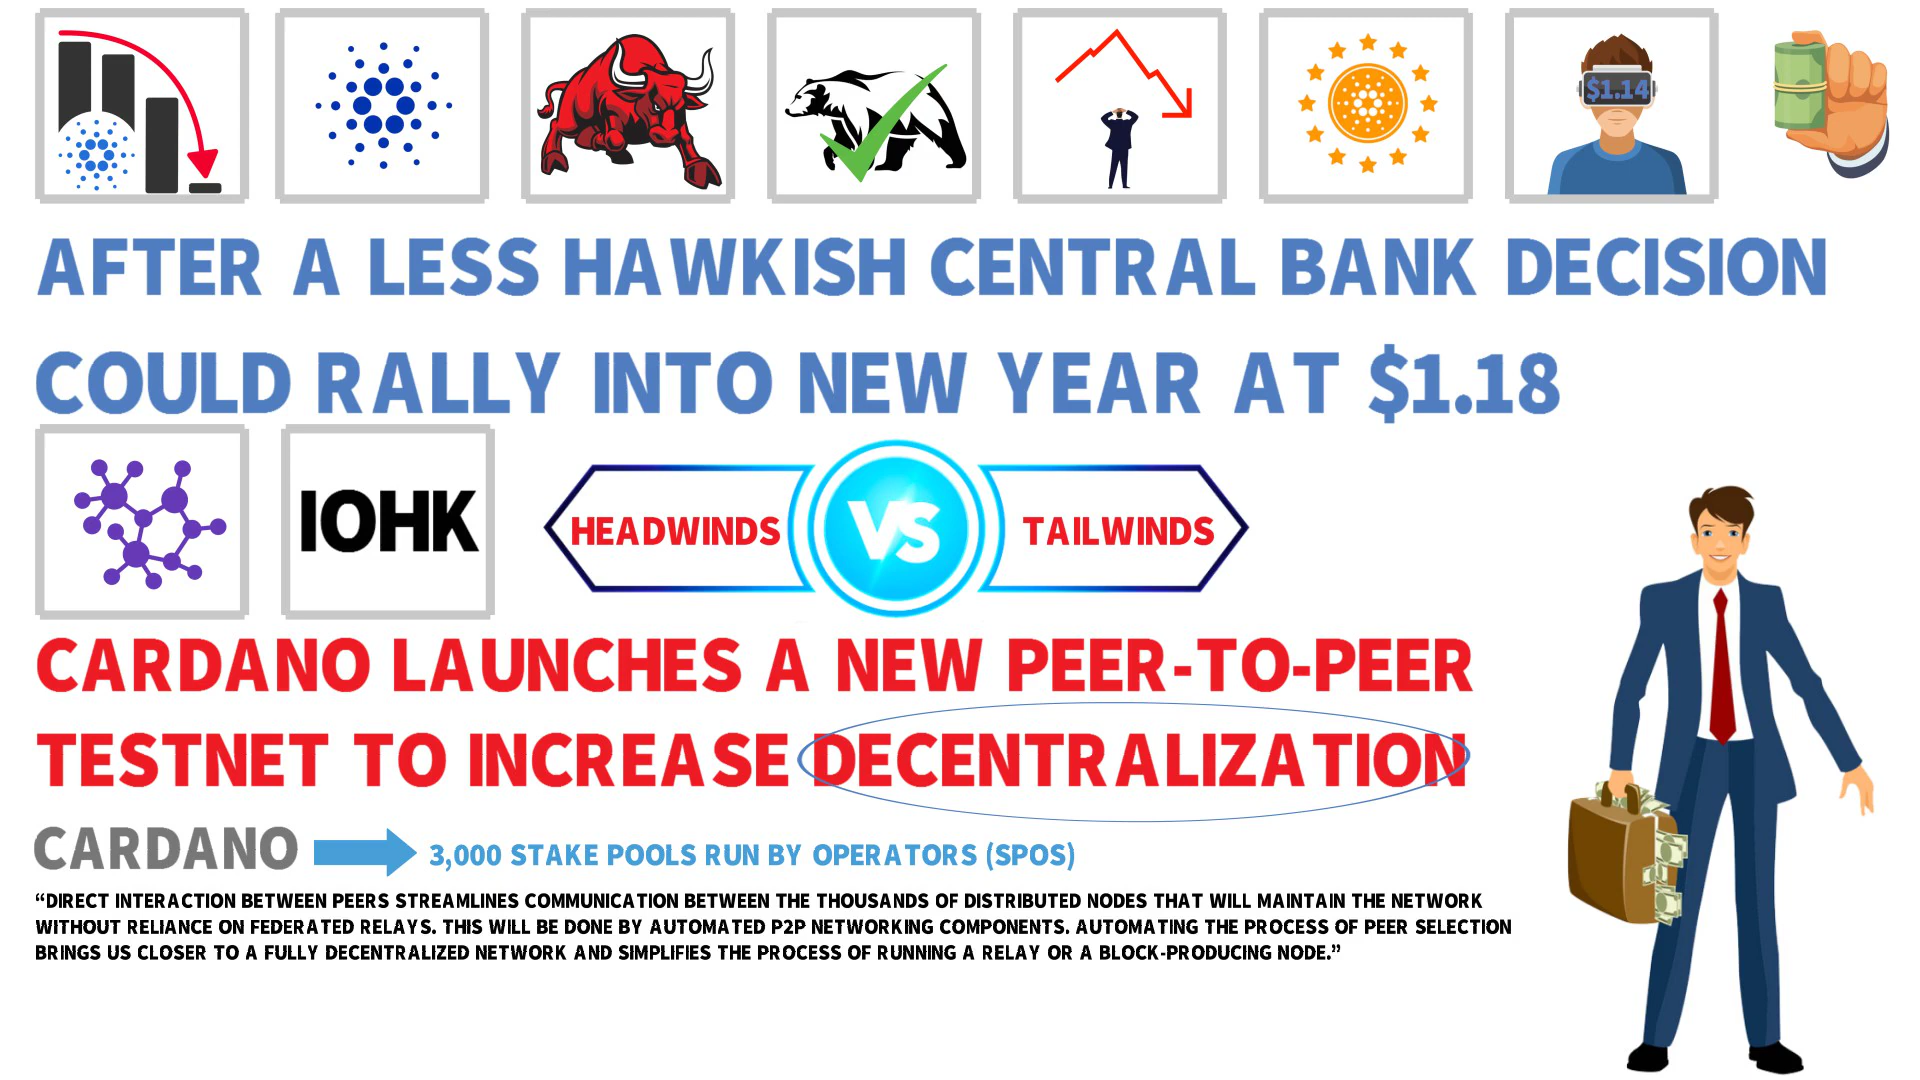 $1.14
AFTER A LESS HAWKISH CENTRAL BANK DECISION
COULD RALLY INTO NEW YEAR AT $1.18
IOHK
HEADWINDS VS TAILWINDS
CARDANO LAUNCHES A NEW PEER-TO-PEER
TESTNET TO INCREASE DECENTRALIZATION
CARDANO 3,000 STAKE POOLS RUN BY OPERATORS (SPOS)
“DIRECT INTERACTION BETWEEN PEERS STREAMLINES COMMUNICATION BETWEEN THE THOUSANDS OF DISTRIBUTED NODES THAT WILL MAINTAIN THE NETWORK
WITHOUT RELIANCE ON FEDERATED RELAYS. THIS WILL BE DONE BY AUTOMATED P2P NETWORKING COMPONENTS. AUTOMATING THE PROCESS OF PEER SELECTION
BRINGS US CLOSER TO A FULLY DECENTRALIZED NETWORK AND SIMPLIFIES THE PROCESS OF RUNNING A RELAY OR A BLOCK-PRODUCING NODE.”